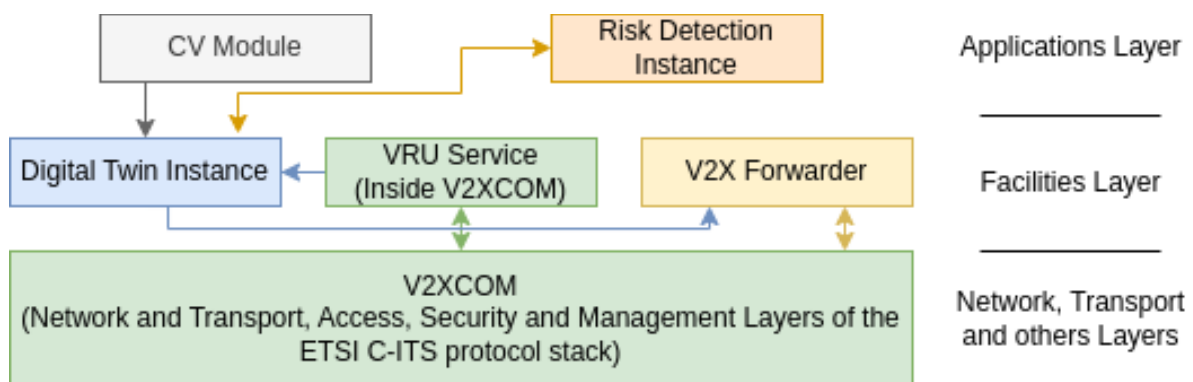 CV Module
Risk Detection
Instance
Applications Layer
Digital Twin Instance
VRU Service
(Inside V2XCOM)
V2X Forwarder
Facilities Layer
V2XCOM
(Network and Transport, Access, Security and Management Layers of the
ETSI C-ITS protocol stack)
Network, Transport
and others Layers